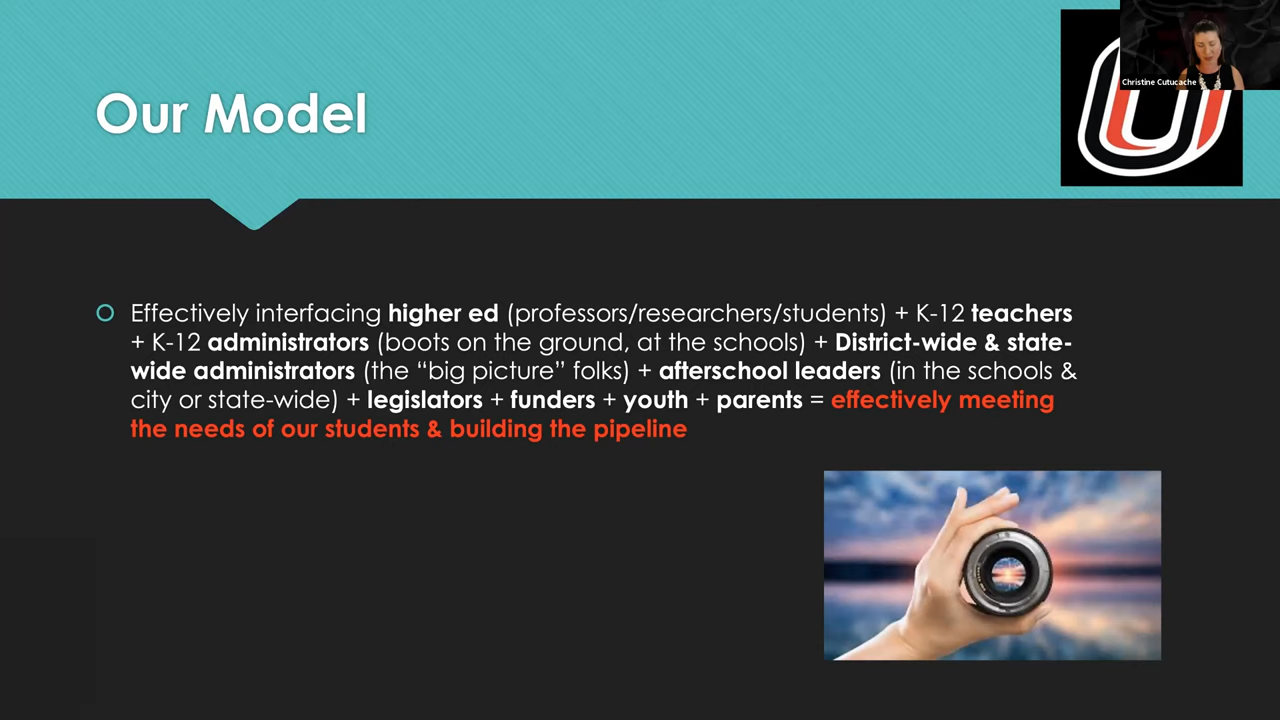 Christine Cutucache
Our Model
Effectively interfacing higher ed (professors/researchers/students) + K-12 teachers
+ K-12 administrators (boots on the ground, at the schools) + District-wide & state-
wide administrators (the “big picture” folks) + afterschool leaders (in the schools &
city or state-wide) + legislators + funders + youth + parents = effectively meeting
the needs of our students & building the pipeline